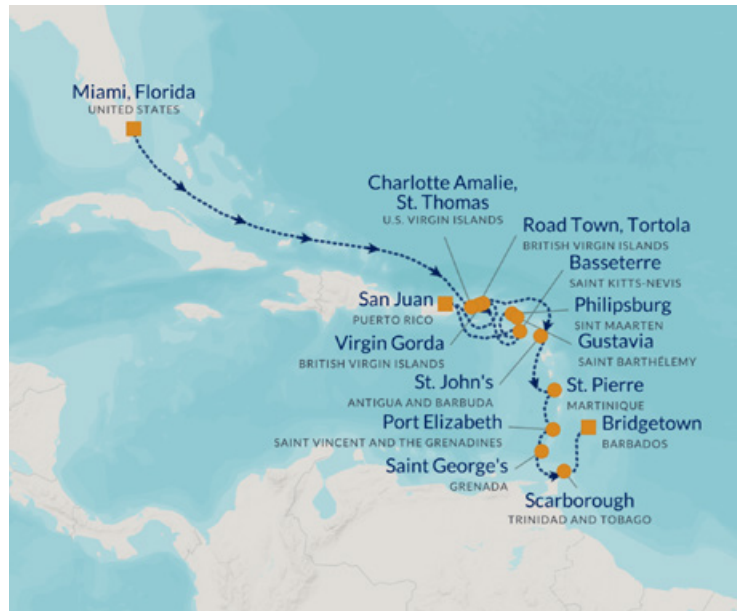 Miami, Florida
UNITED STATES
Charlotte Amalie,
St. Thomas
U.S. VIRGIN ISLANDS
Road Town, Tortola
BRITISH VIRGIN ISLANDS
Basseterre
SAINT KITTS-NEVIS
San Juan
PUERTO RICO
Philipsburg
SINT MAARTEN
Virgin Gorda
BRITISH VIRGIN ISLANDS
Gustavia
SAINT BARTHÉLEMY
St. John's
ANTIGUA AND BARBUDA
St. Pierre
MARTINIQUE
Port Elizabeth
SAINT VINCENT AND THE GRENADINES
Bridgetown
BARBADOS
Saint George's
GRENADA
Scarborough
TRINIDAD AND TOBAGO